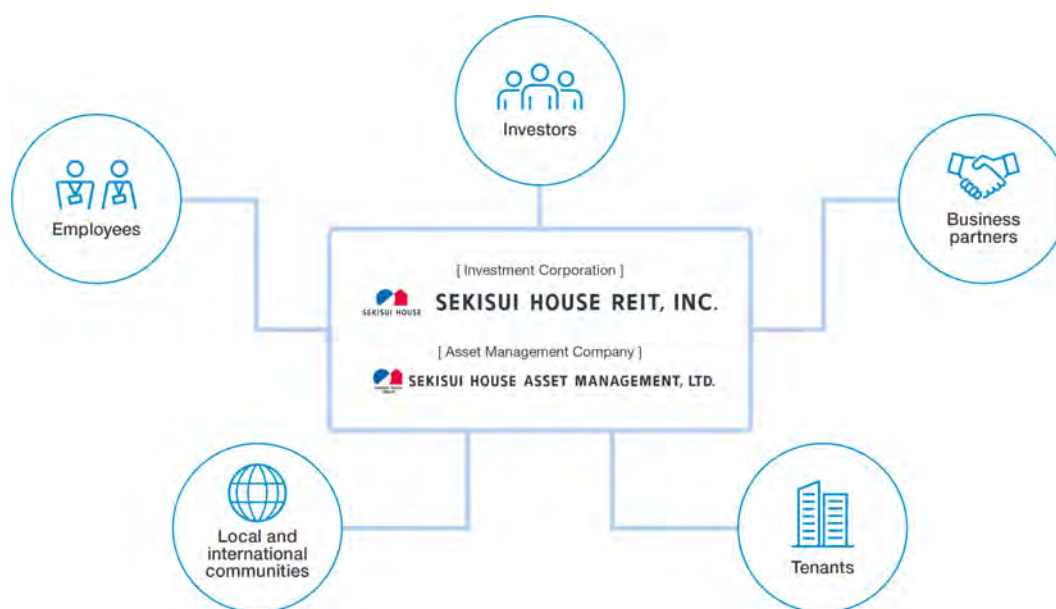 Investors
Employees
Business
partners
[ Investment Corporation ]
SEKISUI HOUSE
SEKISUI HOUSE REIT, INC.
[ Asset Management Company ]
SEKISUI HOUSE ASSET MANAGEMENT, LTD.
Local and
international
communities
Tenants